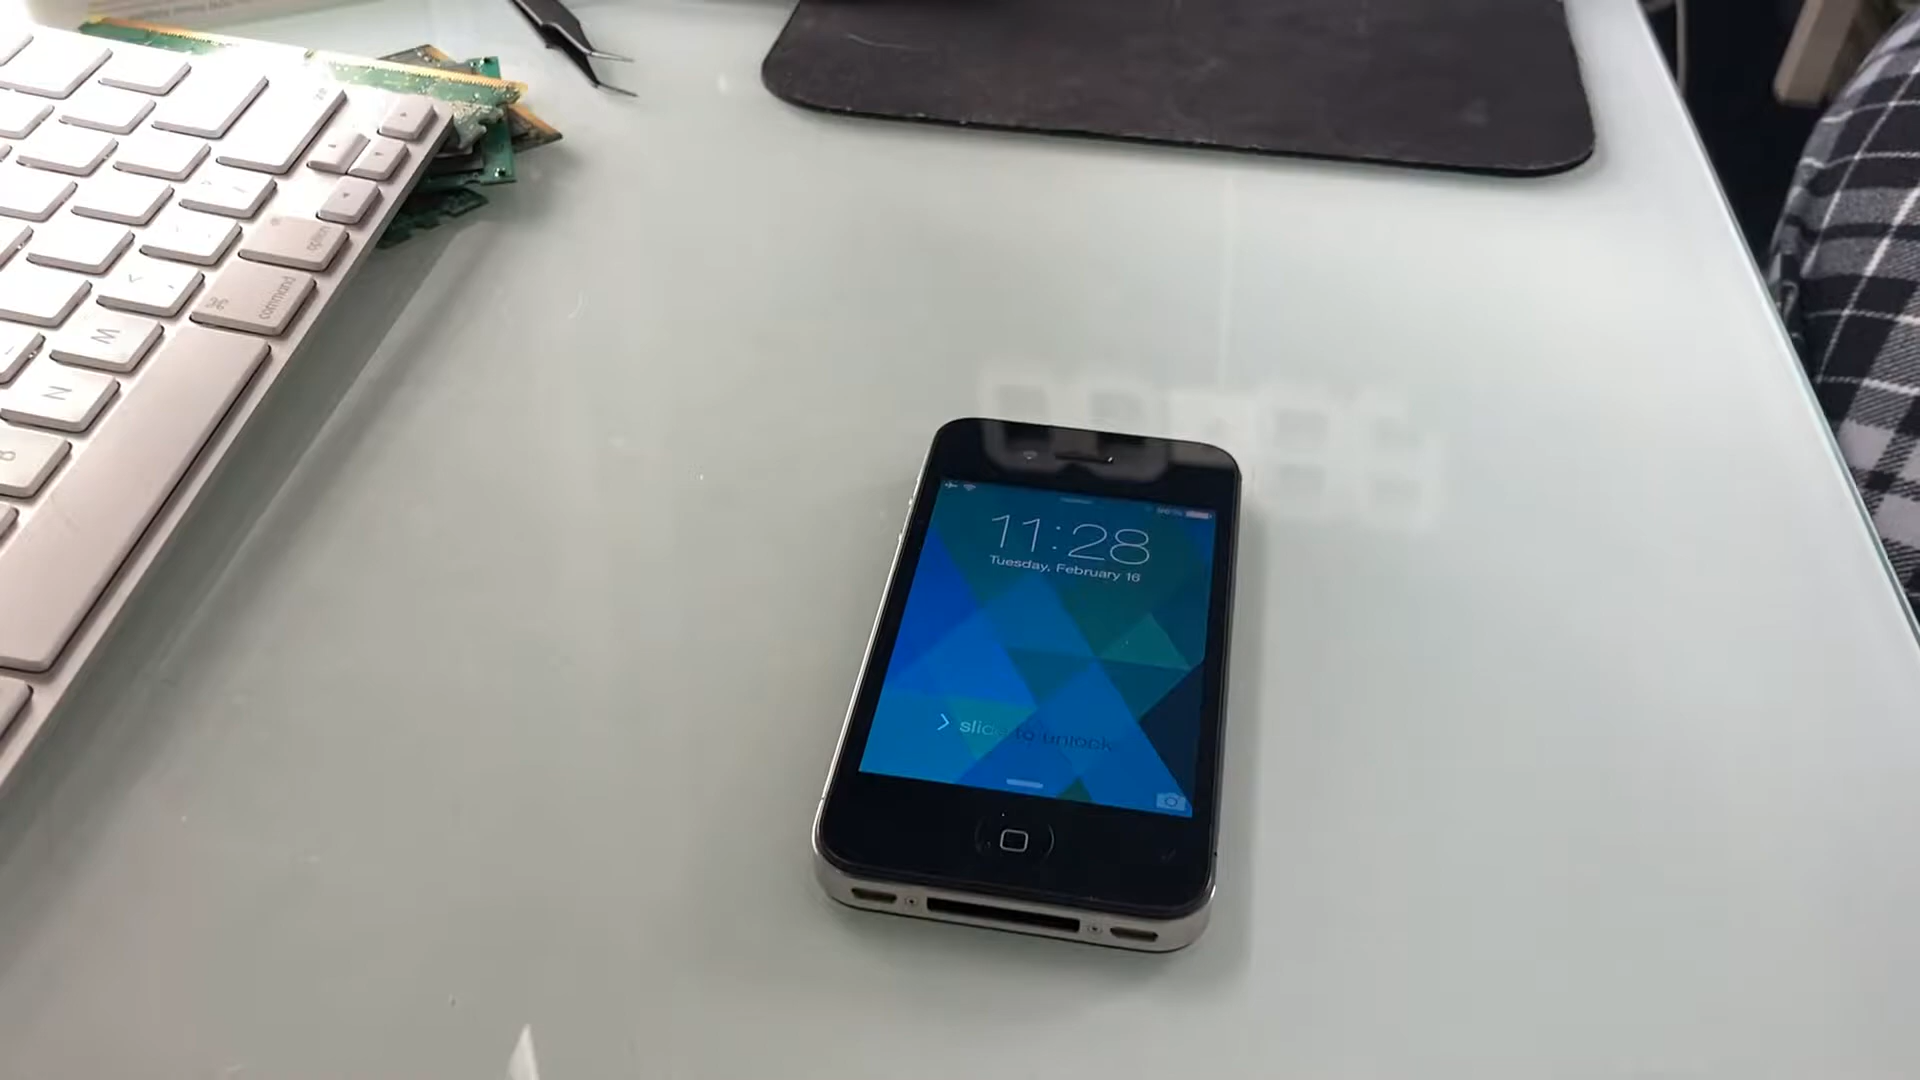 option
command
⌘
M
N
11:28
Tuesday, February 16
> slide to unlock